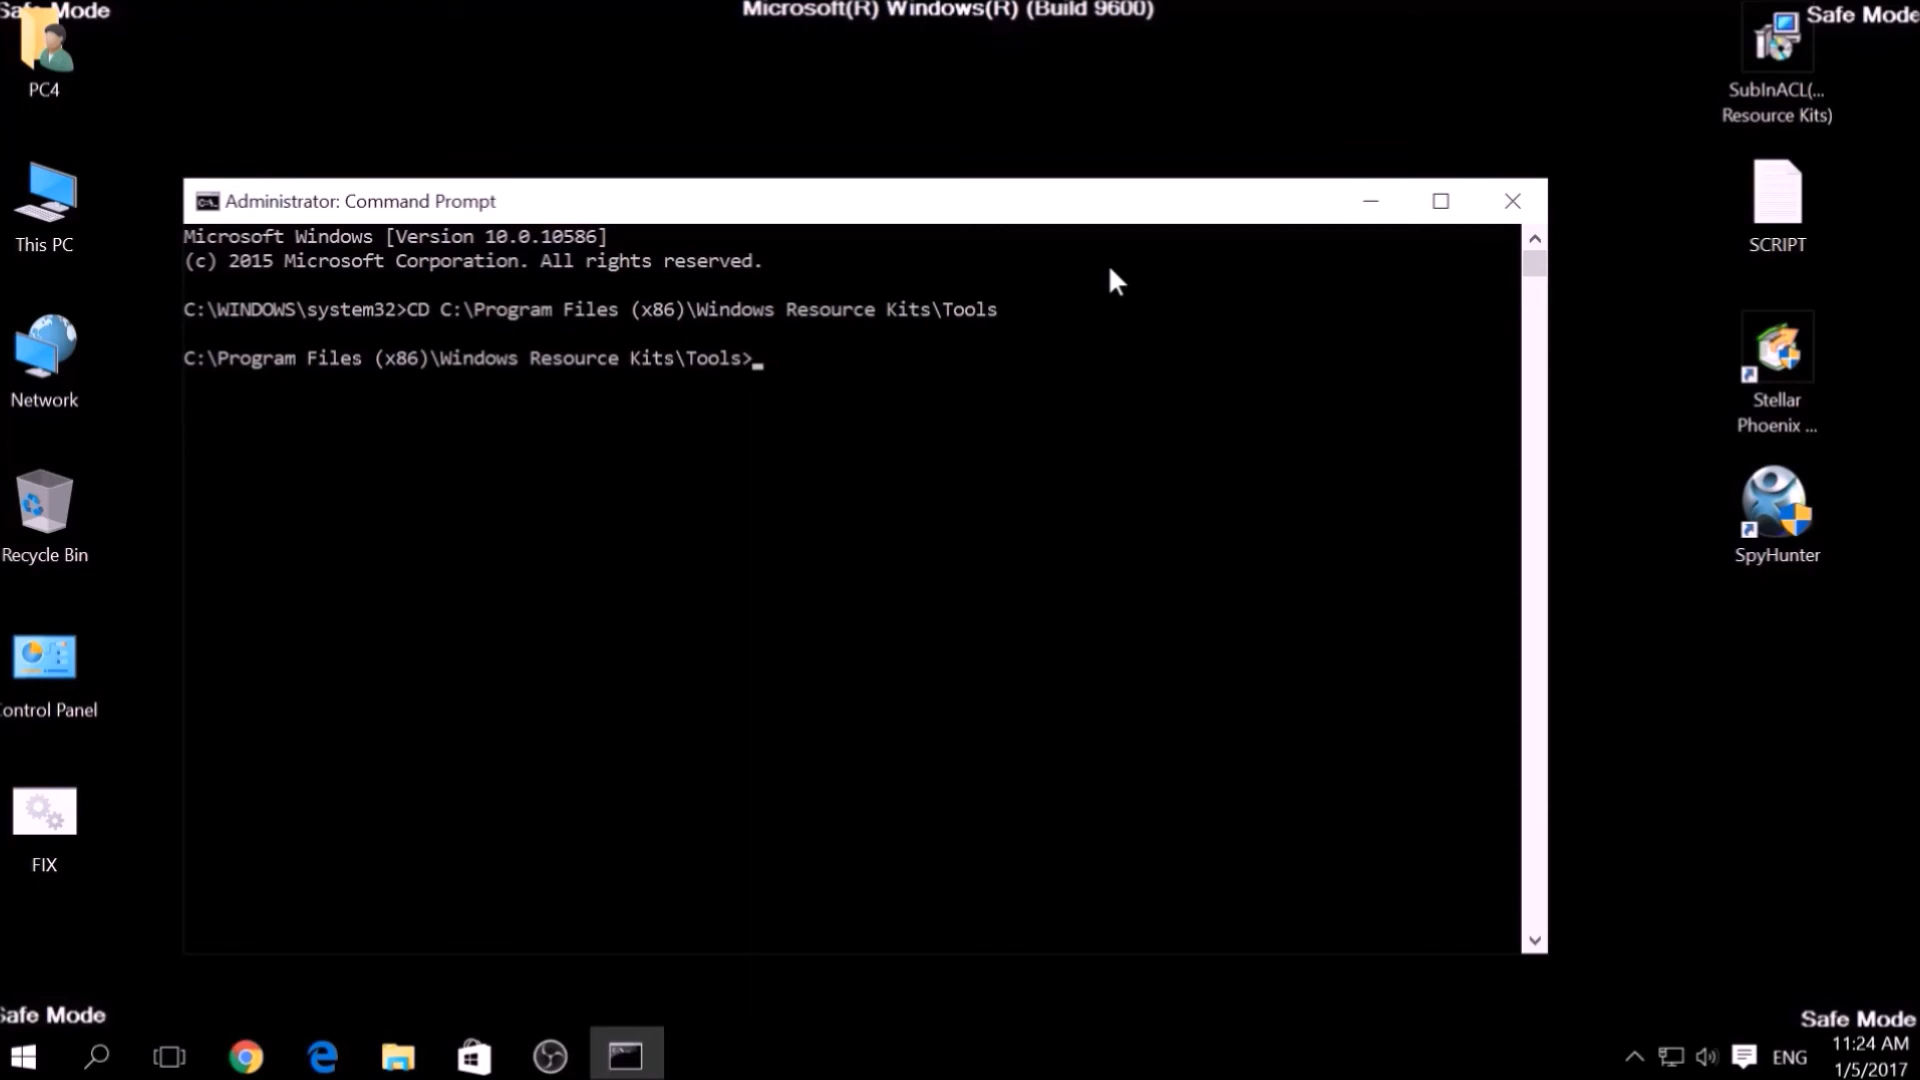 Safe Mode
Microsoft(R) Windows(R) (Build 9600)
Safe Mode
PC4
This PC
Network
Recycle Bin
ontrol Panel
FIX
Administrator: Command Prompt
Microsoft Windows [Version 10.0.10586]
(c) 2015 Microsoft Corporation. All rights reserved.
C:\WINDOWS\system32>CD C:\Program Files (x86)\Windows Resource Kits\Tools
C:\Program Files (x86)\Windows Resource Kits\Tools>
SubInACL(...
Resource Kits)
SCRIPT
Stellar
Phoenix ...
SpyHunter
Safe Mode
Safe Mode
ENG
11:24 AM
1/5/2017